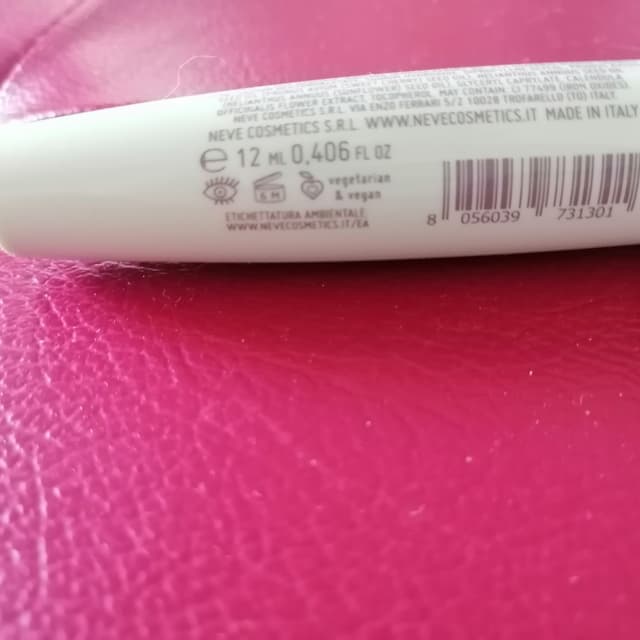 (HELIANTHUS ANNUUS (SUNFLOWER) SEED OIL), GLYCERYL CAPRYLATE, CALENDULA
OFFICINALIS FLOWER EXTRACT, TOCOPHEROL. MAY CONTAIN: CI 77499 (IRON OXIDES).
NEVE COSMETICS S.R.L. VIA ENZO FERRARI 5/2 10028 TROFARELLO (TO) ITALY.
NEVE COSMETICS S.R.L. WWW.NEVECOSMETICS.IT MADE IN ITALY
℮ 12 ML 0,406 FL OZ
6 M
vegetarian
& vegan
ETICHETTATURA AMBIENTALE
WWW.NEVECOSMETICS.IT/EA
8 056039 731301